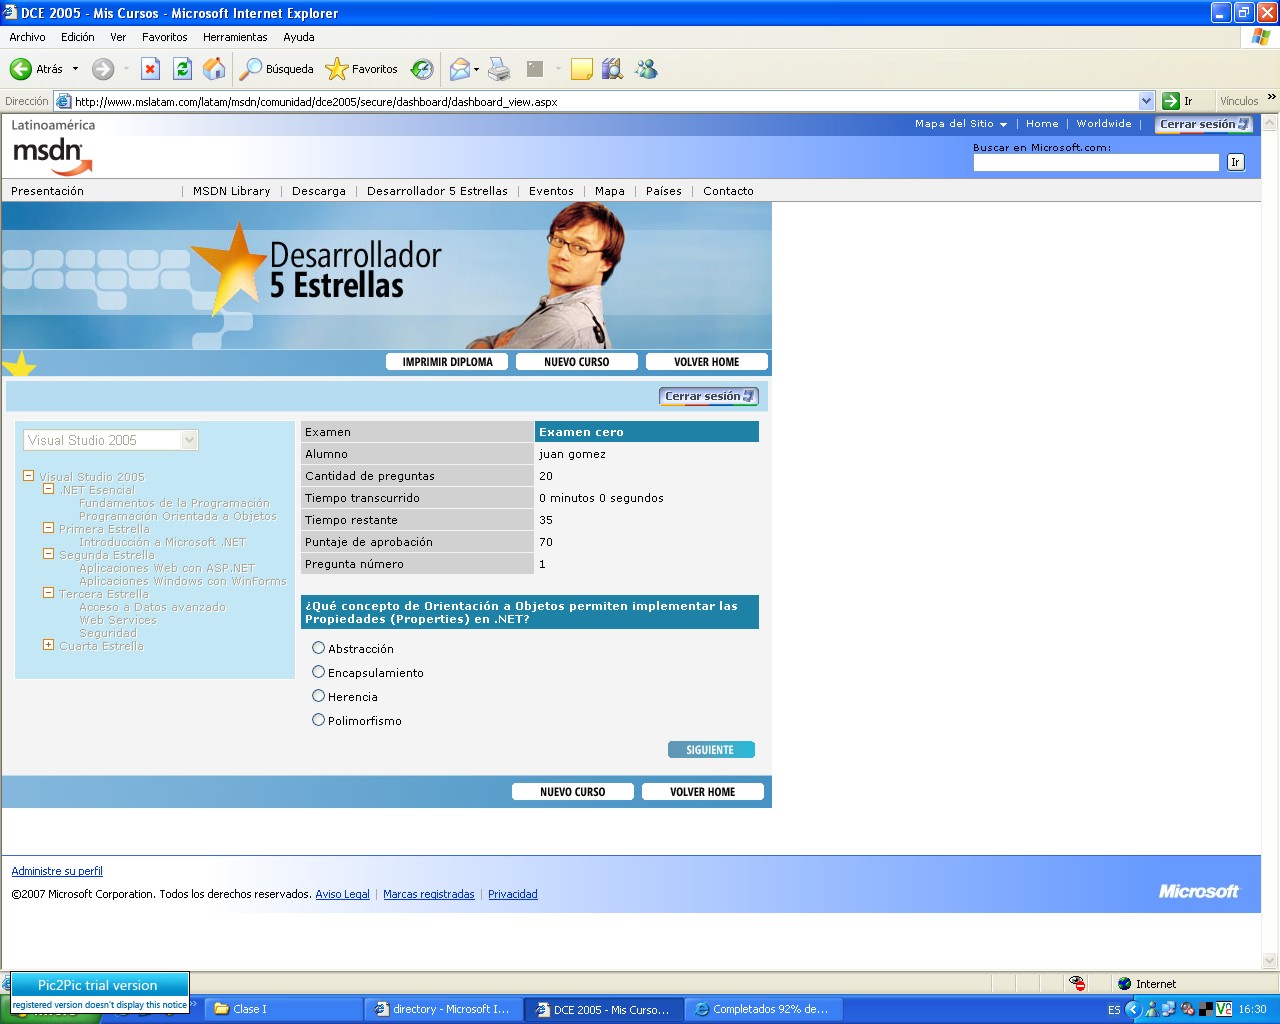 DCE 2005 - Mis Cursos - Microsoft Internet Explorer
Archivo Edición Ver Favoritos Herramientas Ayuda
Atrás Búsqueda Favoritos
Dirección http://www.mslatam.com/latam/msdn/comunidad/dce2005/secure/dashboard/dashboard_view.aspx Ir Vínculos »
Latinoamérica
Mapa del Sitio | Home | Worldwide | Cerrar sesión
msdn
Buscar en Microsoft.com:
Ir
Presentación | MSDN Library | Descarga | Desarrollador 5 Estrellas | Eventos | Mapa | Países | Contacto
Desarrollador
5 Estrellas
IMPRIMIR DIPLOMA NUEVO CURSO VOLVER HOME
Cerrar sesión
Visual Studio 2005
Visual Studio 2005
.NET Esencial
Fundamentos de la Programación
Programación Orientada a Objetos
Primera Estrella
Introducción a Microsoft .NET
Segunda Estrella
Aplicaciones Web con ASP.NET
Aplicaciones Windows con WinForms
Tercera Estrella
Acceso a Datos avanzado
Web Services
Seguridad
Cuarta Estrella
Examen Examen cero
Alumno juan gomez
Cantidad de preguntas 20
Tiempo transcurrido 0 minutos 0 segundos
Tiempo restante 35
Puntaje de aprobación 70
Pregunta número 1
¿Qué concepto de Orientación a Objetos permiten implementar las
Propiedades (Properties) en .NET?
Abstracción
Encapsulamiento
Herencia
Polimorfismo
SIGUIENTE
NUEVO CURSO VOLVER HOME
Administre su perfil
©2007 Microsoft Corporation. Todos los derechos reservados. Aviso Legal | Marcas registradas | Privacidad
Microsoft
Internet
Pic2Pic trial version
registered version doesn't display this notice
Clase I directory - Microsoft I... DCE 2005 - Mis Curso... Completados 92% de... ES 16:30